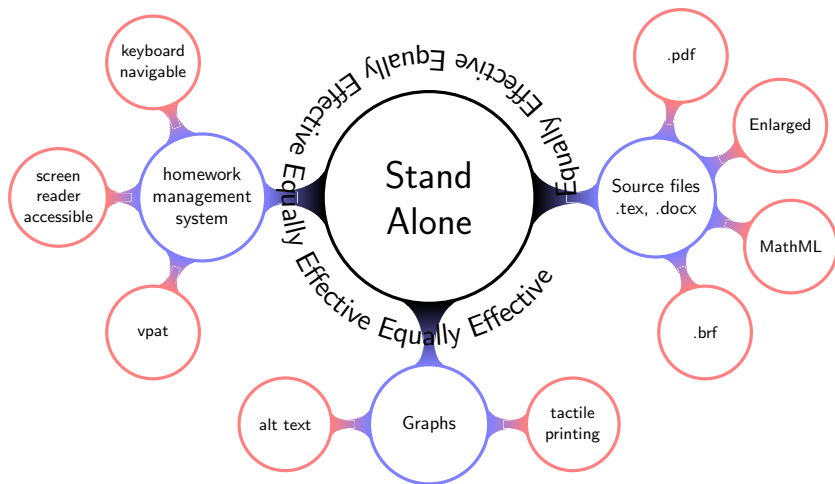 keyboard
navigable
screen
reader
accessible
homework
management
system
vpat
Equally Effective Equally Effective Equally Effective Equally Effective Equally Effective
Stand
Alone
.pdf
Enlarged
Source files
.tex, .docx
MathML
.brf
alt text
Graphs
tactile
printing